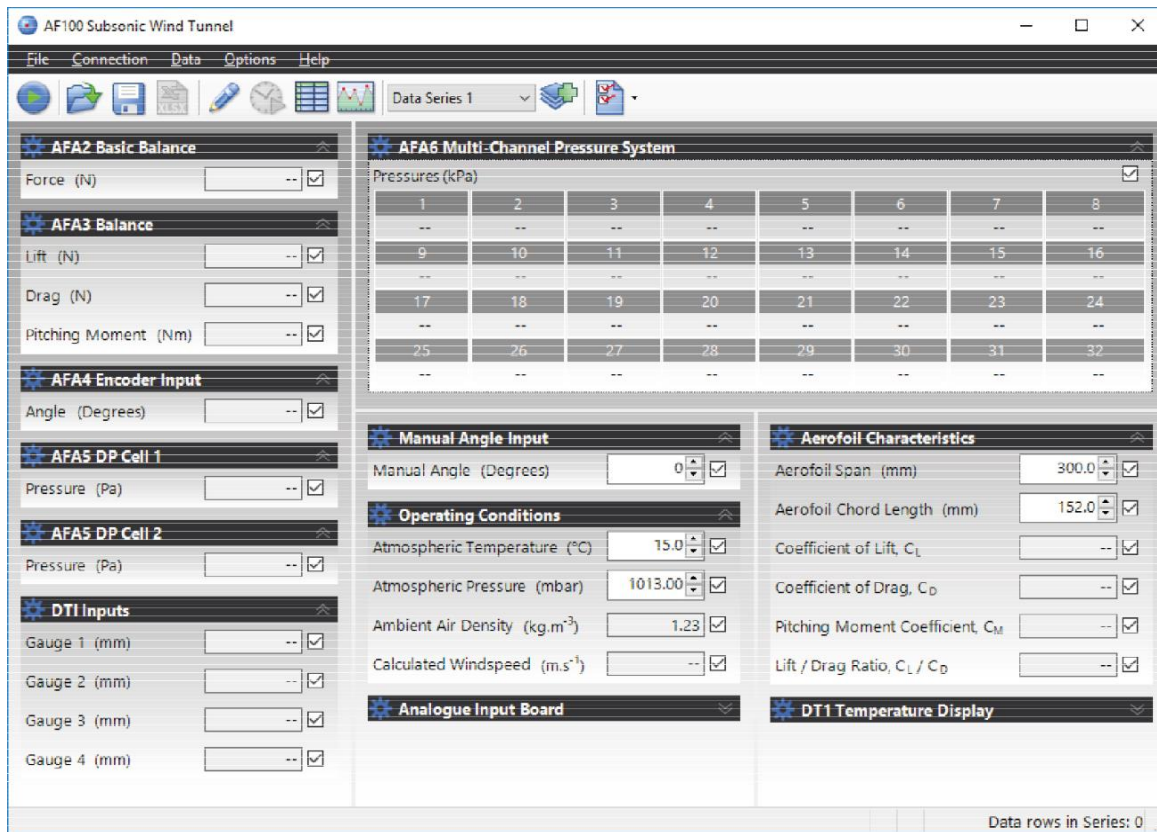 AF100 Subsonic Wind Tunnel
File Connection Data Options Help
XLSX
Data Series 1
AFA2 Basic Balance
Force (N) --
AFA3 Balance
Lift (N) --
Drag (N) --
Pitching Moment (Nm) --
AFA4 Encoder Input
Angle (Degrees) --
AFA5 DP Cell 1
Pressure (Pa) --
AFA5 DP Cell 2
Pressure (Pa) --
DTI Inputs
Gauge 1 (mm) --
Gauge 2 (mm) --
Gauge 3 (mm) --
Gauge 4 (mm) --
AFA6 Multi-Channel Pressure System
Pressures (kPa)
1 2 3 4 5 6 7 8
-- -- -- -- -- -- -- --
9 10 11 12 13 14 15 16
-- -- -- -- -- -- -- --
17 18 19 20 21 22 23 24
-- -- -- -- -- -- -- --
25 26 27 28 29 30 31 32
-- -- -- -- -- -- -- --
Manual Angle Input
Manual Angle (Degrees) 0
Operating Conditions
Atmospheric Temperature (°C) 15.0
Atmospheric Pressure (mbar) 1013.00
Ambient Air Density (kg.m⁻³) 1.23
Calculated Windspeed (m.s⁻¹) --
Analogue Input Board
Aerofoil Characteristics
Aerofoil Span (mm) 300.0
Aerofoil Chord Length (mm) 152.0
Coefficient of Lift, CL --
Coefficient of Drag, CD --
Pitching Moment Coefficient, CM --
Lift / Drag Ratio, CL / CD --
DT1 Temperature Display
Data rows in Series: 0